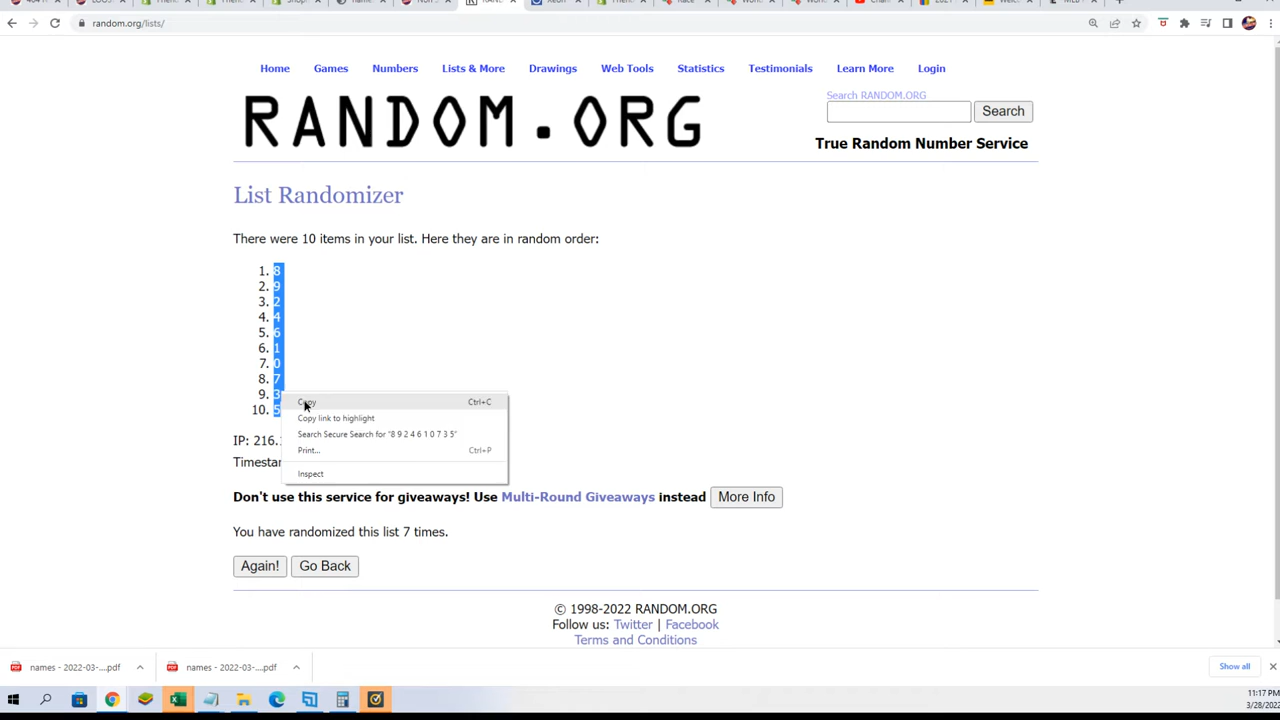 random.org/lists/
Home Games Numbers Lists & More Drawings Web Tools Statistics Testimonials Learn More Login
RANDOM.ORG
Search RANDOM.ORG
Search
True Random Number Service
List Randomizer
There were 10 items in your list. Here they are in random order:
1. 8
2. 9
3. 2
4. 4
5. 6
6. 1
7. 0
8. 7
9. 3
10. 5
Copy Ctrl+C
Copy link to highlight
Search Secure Search for "8 9 2 4 6 1 0 7 3 5"
Print... Ctrl+P
Inspect
IP: 216.
Timestar
Don't use this service for giveaways! Use Multi-Round Giveaways instead More Info
You have randomized this list 7 times.
Again! Go Back
© 1998-2022 RANDOM.ORG
Follow us: Twitter | Facebook
Terms and Conditions
names - 2022-03-....pdf names - 2022-03-....pdf Show all
11:17 PM
3/28/2022